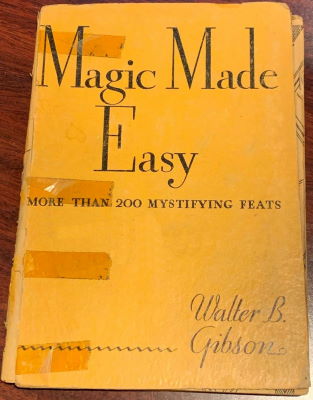 Magic Made
Easy
MORE THAN 200 MYSTIFYING FEATS
Walter B.
Gibson